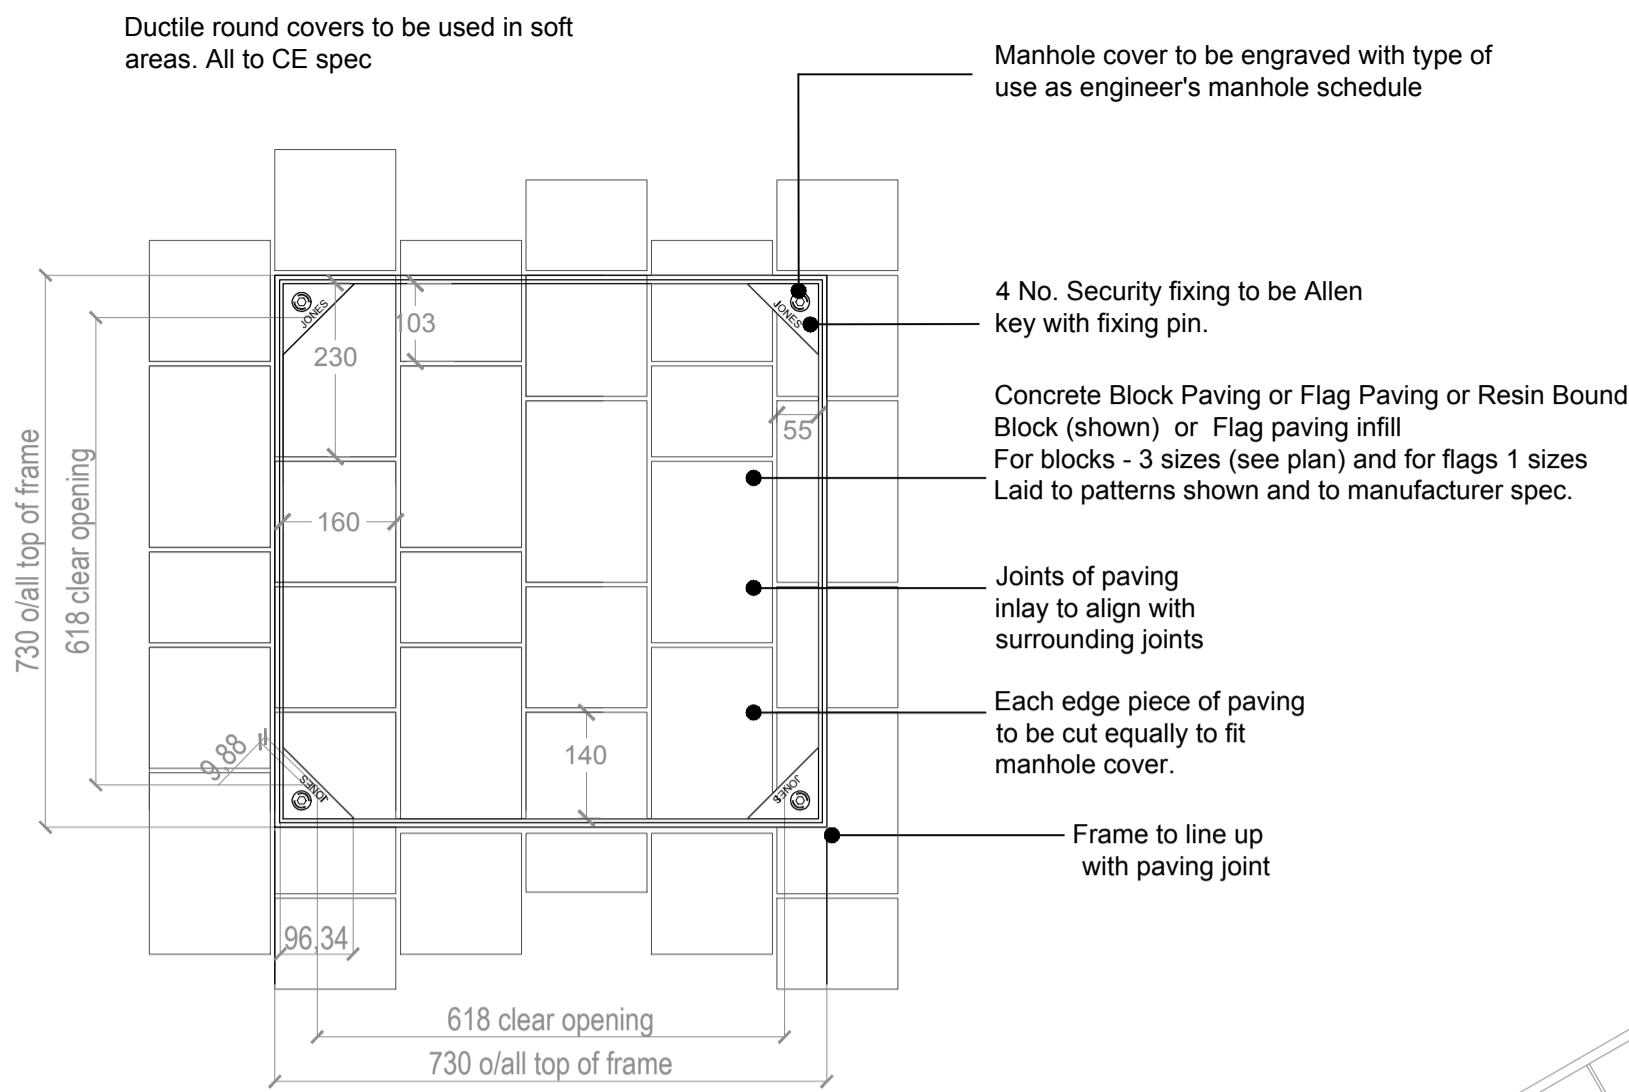 Ductile round covers to be used in soft
areas. All to CE spec
Manhole cover to be engraved with type of
use as engineer's manhole schedule
4 No. Security fixing to be Allen
key with fixing pin.
Concrete Block Paving or Flag Paving or Resin Bound
Block (shown) or Flag paving infill
For blocks - 3 sizes (see plan) and for flags 1 sizes
Laid to patterns shown and to manufacturer spec.
Joints of paving
inlay to align with
surrounding joints
Each edge piece of paving
to be cut equally to fit
manhole cover.
Frame to line up
with paving joint
JONES
JONES
103
230
55
160
730 o/all top of frame
618 clear opening
140
9,88
JONES
JONES
96,34
618 clear opening
730 o/all top of frame